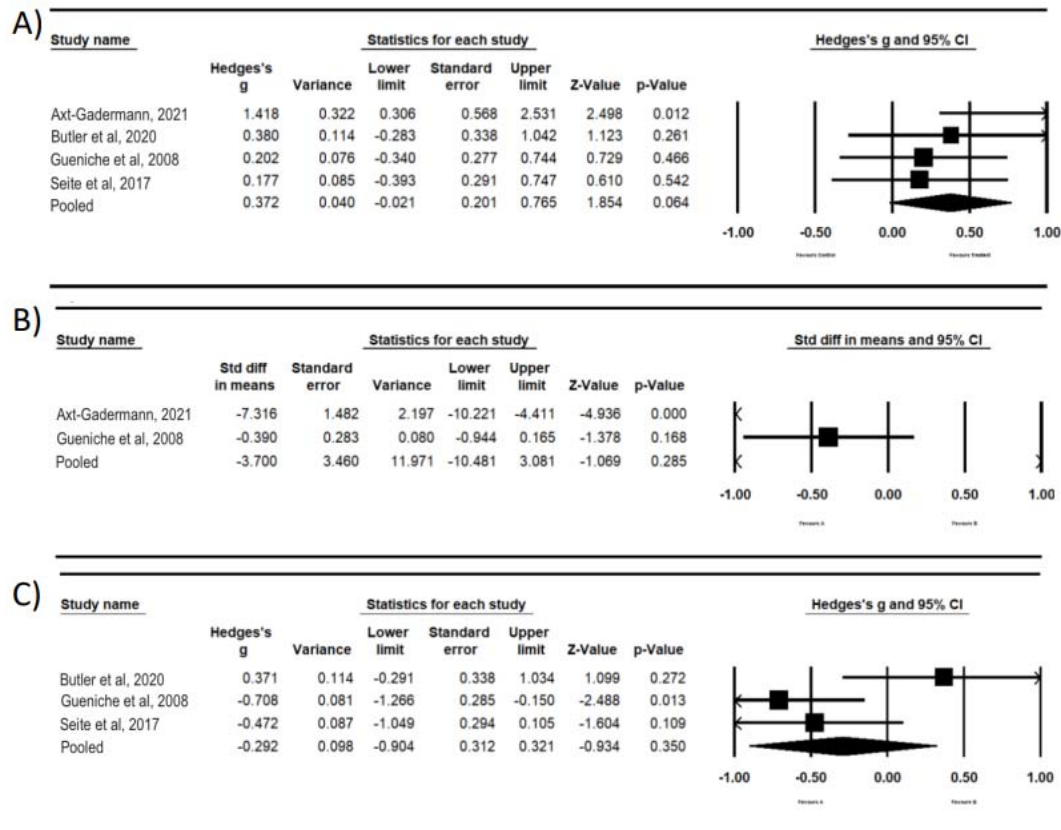 A)
Study name Statistics for each study Hedges's g and 95% CI
Hedges's Lower Standard Upper
g Variance limit error limit Z-Value p-Value
Axt-Gadermann, 2021 1.418 0.322 0.306 0.568 2.531 2.498 0.012
Butler et al, 2020 0.380 0.114 -0.283 0.338 1.042 1.123 0.261
Gueniche et al, 2008 0.202 0.076 -0.340 0.277 0.744 0.729 0.466
Seite et al, 2017 0.177 0.085 -0.393 0.291 0.747 0.610 0.542
Pooled 0.372 0.040 -0.021 0.201 0.765 1.854 0.064
-1.00 -0.50 0.00 0.50 1.00
Favours Control Favours Treated
B)
Study name Statistics for each study Std diff in means and 95% CI
Std diff Standard Lower Upper
in means error Variance limit limit Z-Value p-Value
Axt-Gadermann, 2021 -7.316 1.482 2.197 -10.221 -4.411 -4.936 0.000
Gueniche et al, 2008 -0.390 0.283 0.080 -0.944 0.165 -1.378 0.168
Pooled -3.700 3.460 11.971 -10.481 3.081 -1.069 0.285
-1.00 -0.50 0.00 0.50 1.00
Favours A Favours B
C)
Study name Statistics for each study Hedges's g and 95% CI
Hedges's Lower Standard Upper
g Variance limit error limit Z-Value p-Value
Butler et al, 2020 0.371 0.114 -0.291 0.338 1.034 1.099 0.272
Gueniche et al, 2008 -0.708 0.081 -1.266 0.285 -0.150 -2.488 0.013
Seite et al, 2017 -0.472 0.087 -1.049 0.294 0.105 -1.604 0.109
Pooled -0.292 0.098 -0.904 0.312 0.321 -0.934 0.350
-1.00 -0.50 0.00 0.50 1.00
Favours A Favours B